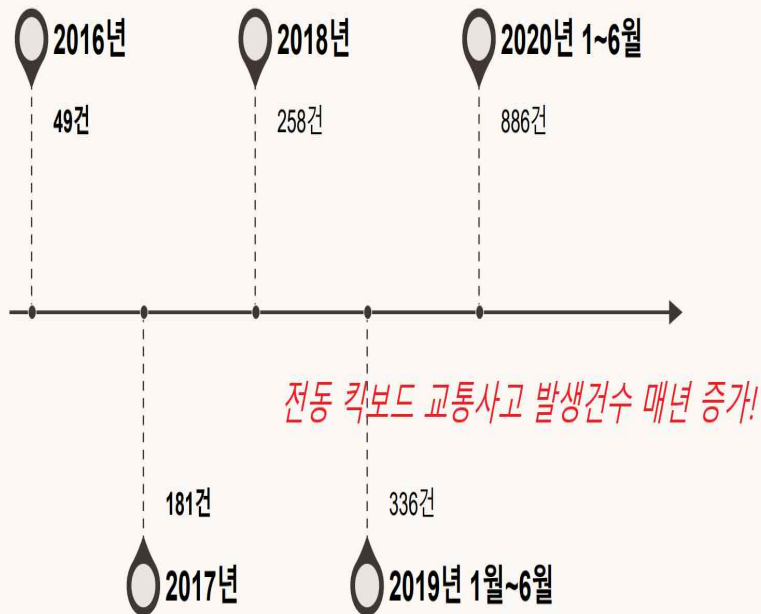 2016년
2018년
2020년 1~6월
49건
258건
886건
전동 킥보드 교통사고 발생건수 매년 증가!
181건
336건
2017년
2019년 1월~6월